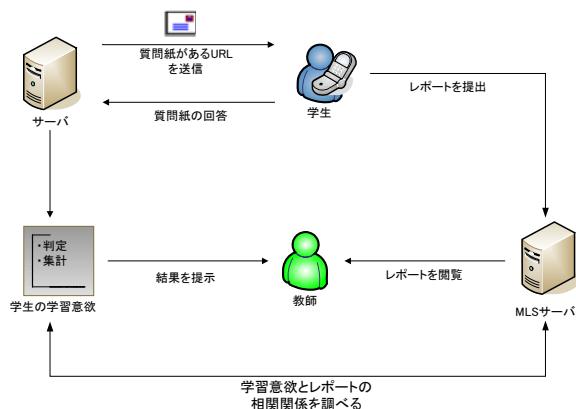 質問紙があるURL
を送信
サーバ
質問紙の回答
学生
レポートを提出
・判定
・集計
学生の学習意欲
結果を提示
教師
レポートを閲覧
MLSサーバ
学習意欲とレポートの
相関関係を調べる